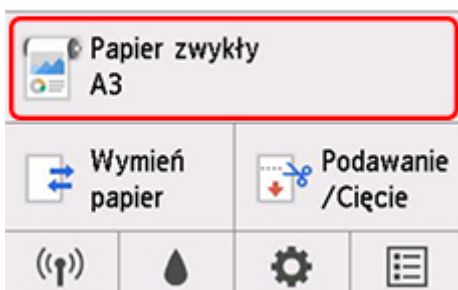 Papier zwykły
A3
Wymień
papier
Podawanie
/Cięcie